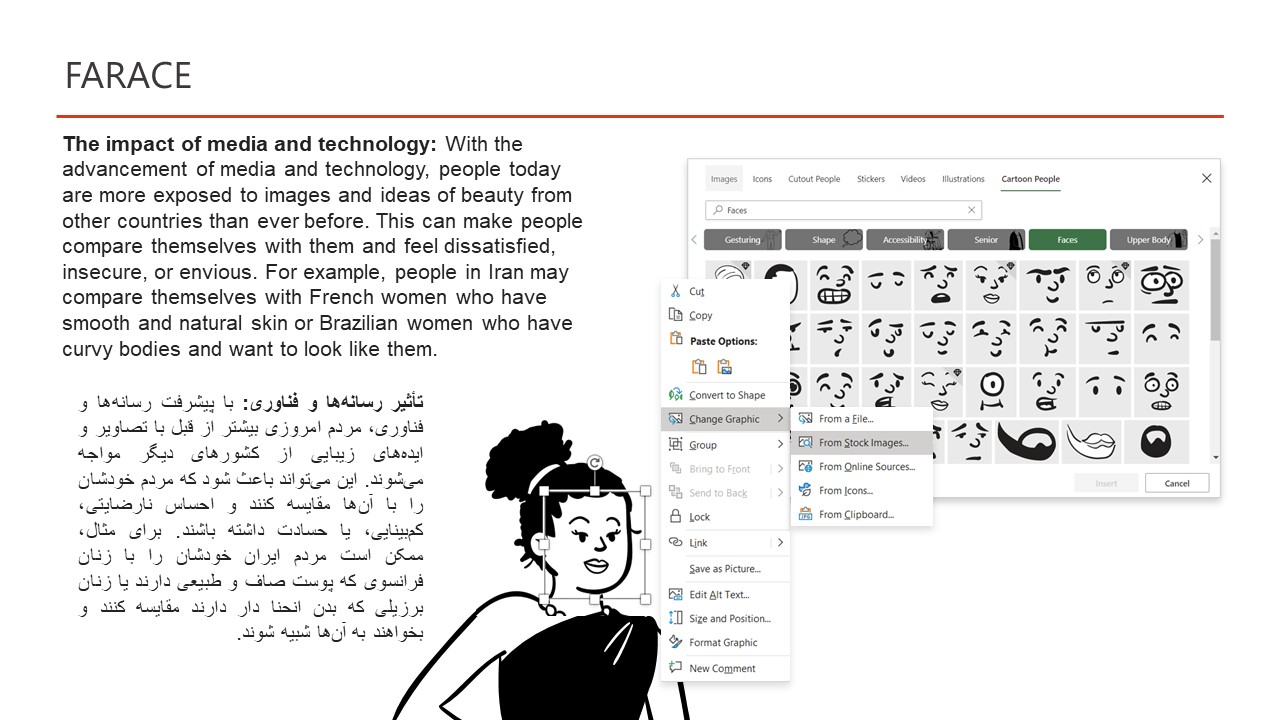 FARACE
The impact of media and technology: With the
advancement of media and technology, people today
are more exposed to images and ideas of beauty from
other countries than ever before. This can make people
compare themselves with them and feel dissatisfied,
insecure, or envious. For example, people in Iran may
compare themselves with French women who have
smooth and natural skin or Brazilian women who have
curvy bodies and want to look like them.
تأثیر رسانه‌ها و فناوری: با پیشرفت رسانه‌ها و
فناوری، مردم امروزی بیشتر از قبل با تصاویر و
ایده‌های زیبایی از کشورهای دیگر مواجه
می‌شوند. این می‌تواند باعث شود که مردم خودشان
را با آن‌ها مقایسه کنند و احساس نارضایتی،
کم‌بینایی، یا حسادت داشته باشند. برای مثال،
ممکن است مردم ایران خودشان را با زنان
فرانسوی که پوست صاف و طبیعی دارند یا زنان
برزیلی که بدن انحنا دار دارند مقایسه کنند و
بخواهند به آن‌ها شبیه شوند.
Images Icons Cutout People Stickers Videos Illustrations Cartoon People
Faces
Gesturing Shape Accessibility Senior Faces Upper Body
Insert Cancel
Cut
Copy
Paste Options:
Convert to Shape
Change Graphic
Group
Bring to Front
Send to Back
Lock
Link
Save as Picture...
Edit Alt Text...
Size and Position...
Format Graphic
New Comment
From a File...
From Stock Images...
From Online Sources...
From Icons...
From Clipboard...